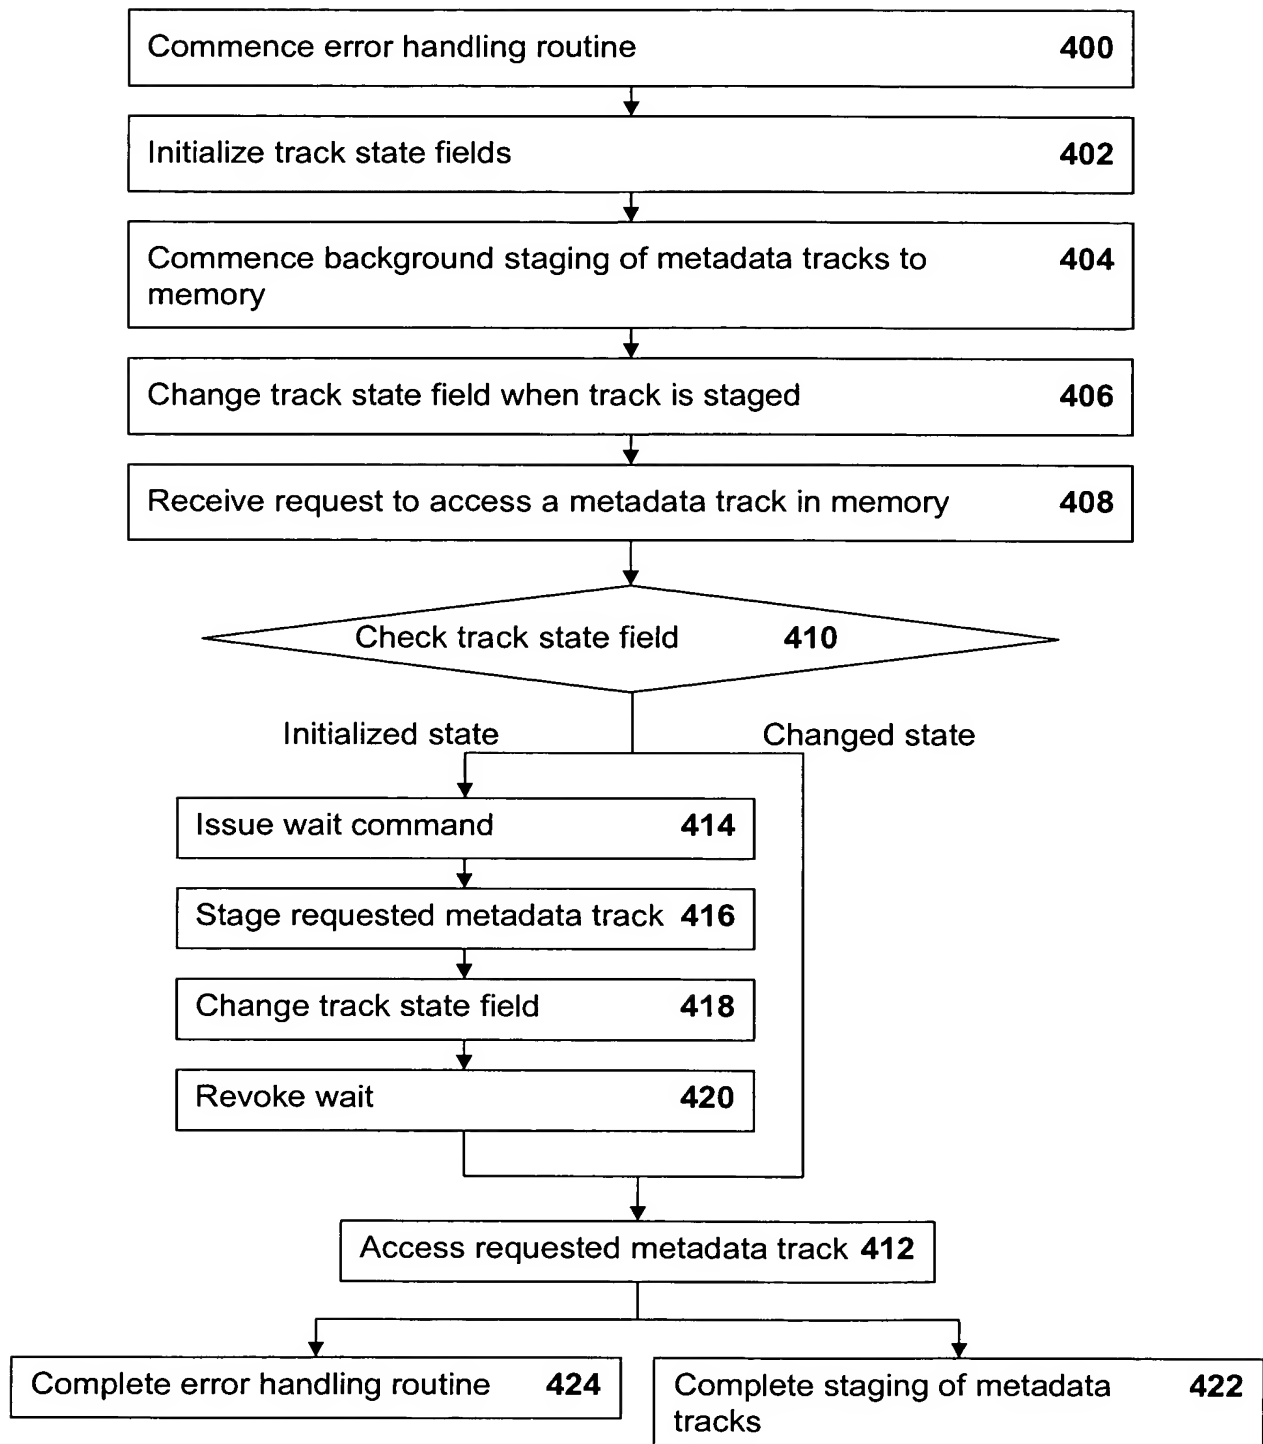 Commence error handling routine 400
Initialize track state fields 402
Commence background staging of metadata tracks to 404
memory
Change track state field when track is staged 406
Receive request to access a metadata track in memory 408
Check track state field 410
Initialized state Changed state
Issue wait command 414
Stage requested metadata track 416
Change track state field 418
Revoke wait 420
Access requested metadata track 412
Complete error handling routine 424
Complete staging of metadata 422
tracks